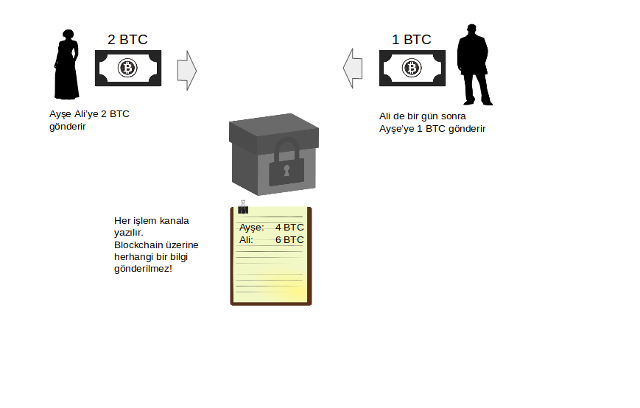 2 BTC
Ayşe Ali'ye 2 BTC
gönderir
1 BTC
Ali de bir gün sonra
Ayşe'ye 1 BTC gönderir
Her işlem kanala
yazılır.
Blockchain üzerine
herhangi bir bilgi
gönderilmez!
Ayşe: 4 BTC
Ali: 6 BTC